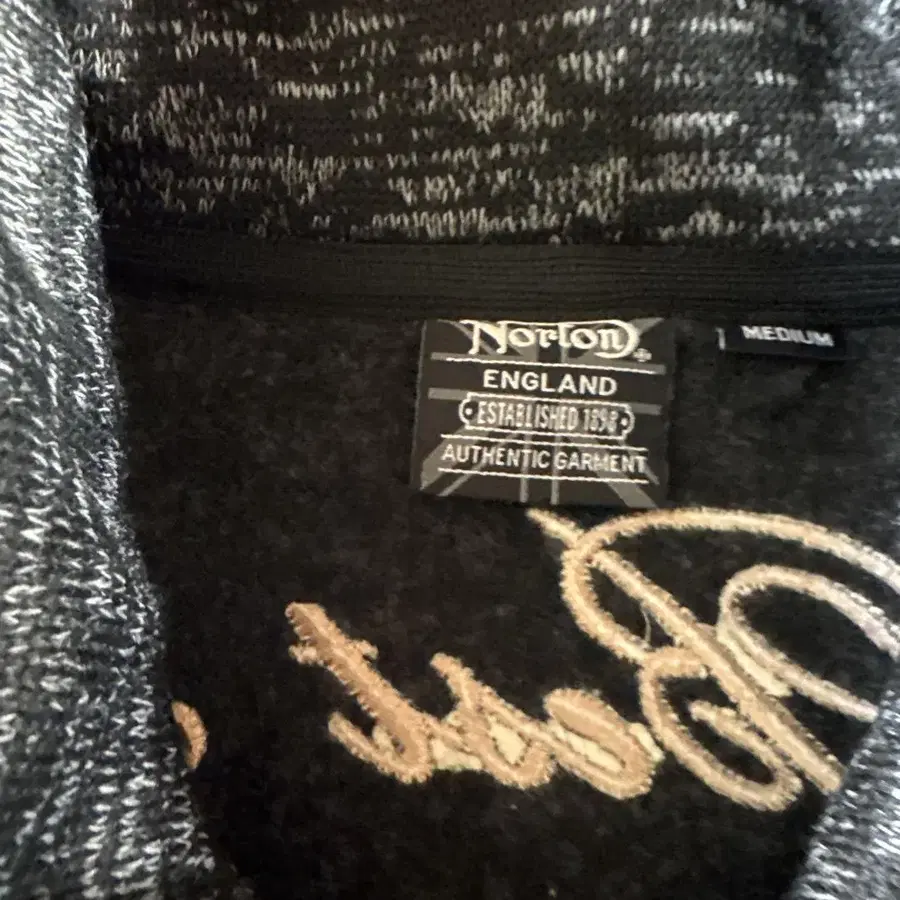 Norton
ENGLAND
ESTABLISHED 1898
AUTHENTIC GARMENT
MEDIUM